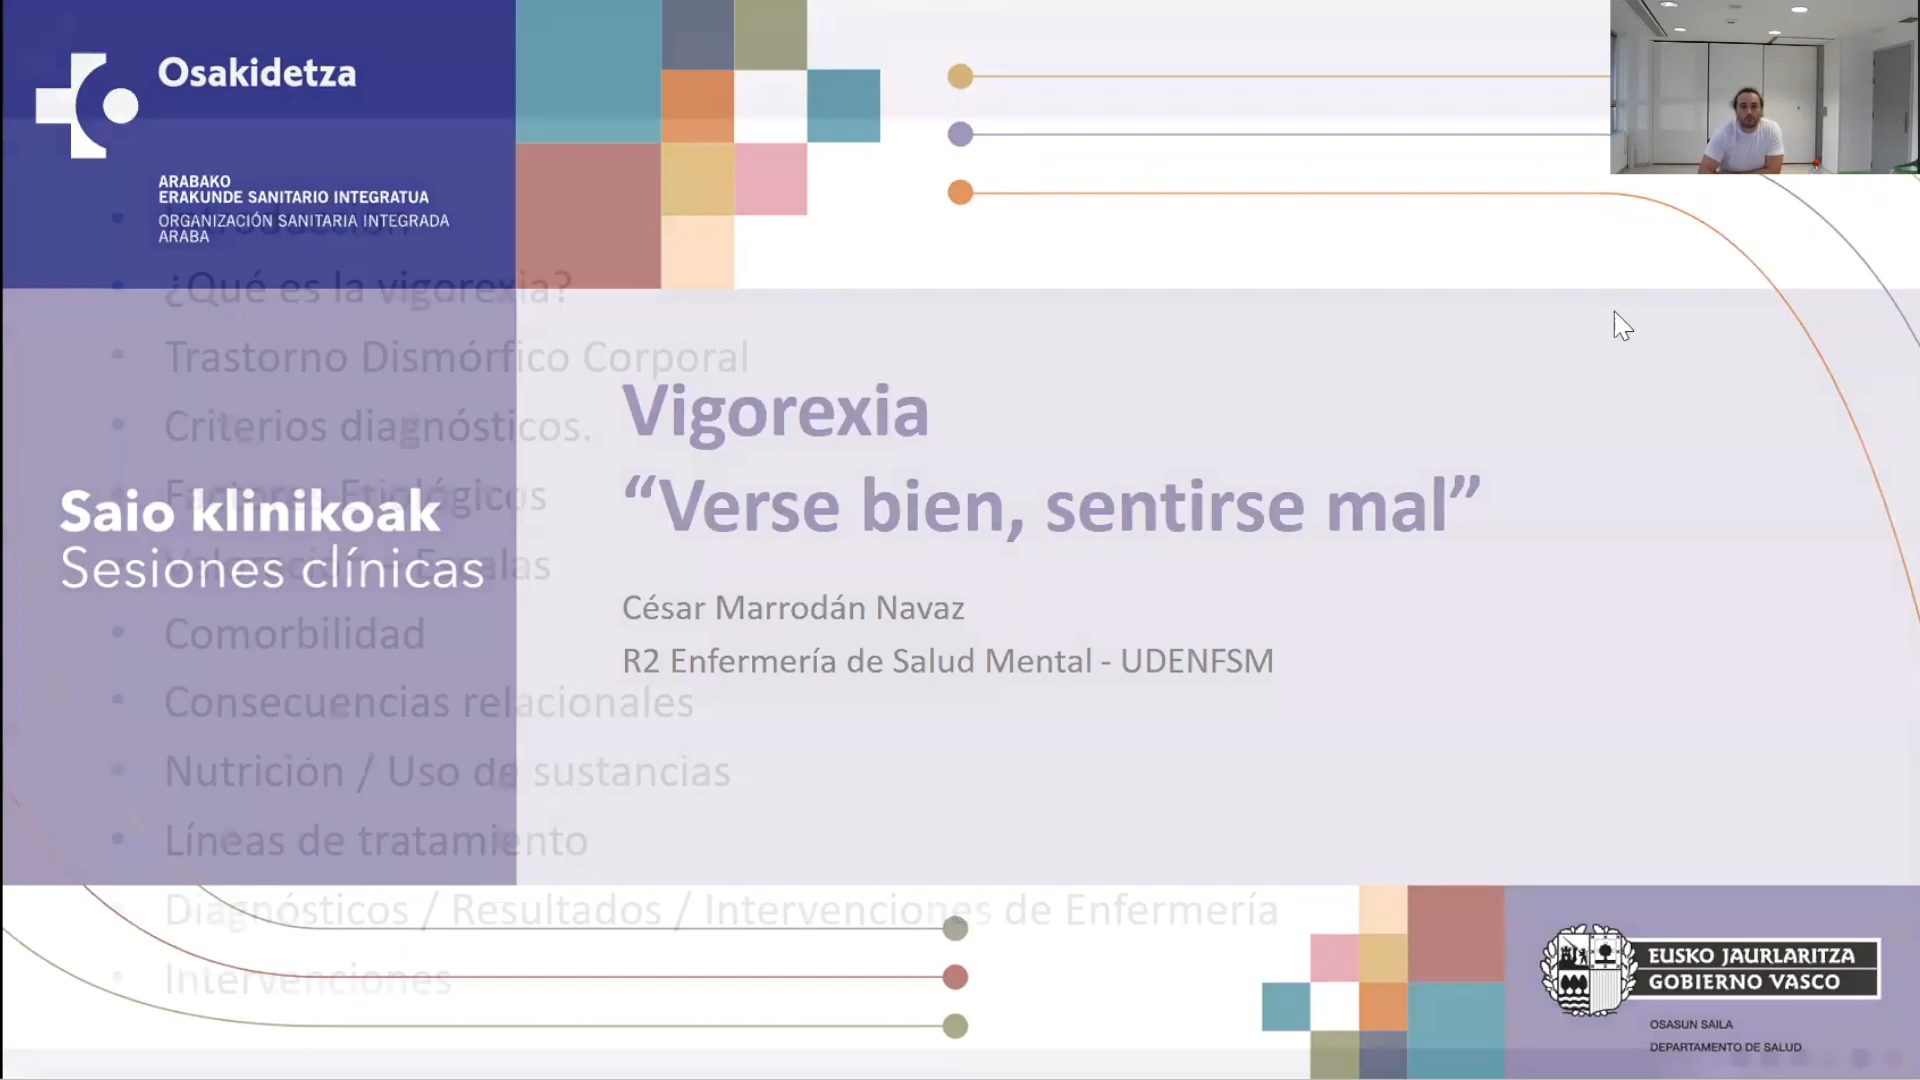 Osakidetza
ARABAKO
ERAKUNDE SANITARIO INTEGRATUA
ORGANIZACIÓN SANITARIA INTEGRADA
ARABA
¿Qué es la vigorexia?
Trastorno Dismórfico Corporal
Criterios diagnósticos.
Factores Etiológicos
Comorbilidad
Consecuencias relacionales
Nutrición / Uso de sustancias
Líneas de tratamiento
Diagnósticos / Resultados / Intervenciones de Enfermería
Intervenciones
Saio klinikoak
Sesiones clínicas
Vigorexia
“Verse bien, sentirse mal”
César Marrodán Navaz
R2 Enfermería de Salud Mental - UDENFSM
EUSKO JAURLARITZA
GOBIERNO VASCO
OSASUN SAILA
DEPARTAMENTO DE SALUD